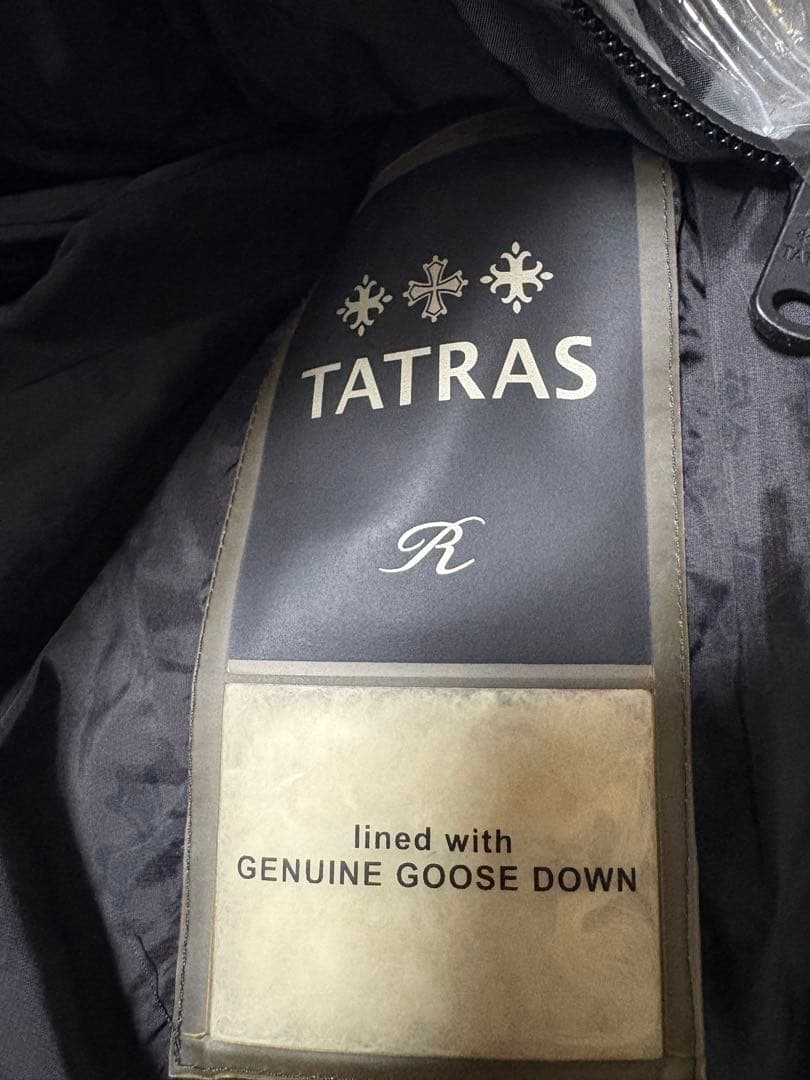 TATRAS
R
lined with
GENUINE GOOSE DOWN